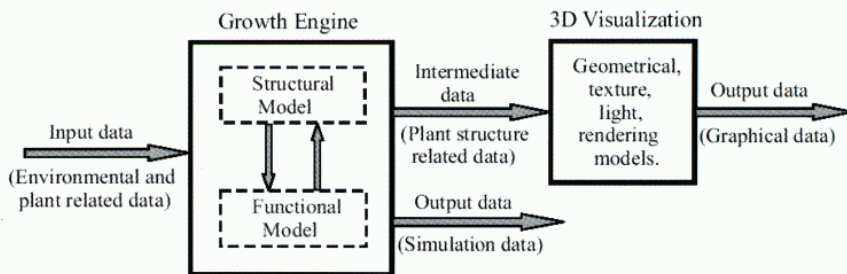 Growth Engine
3D Visualization
Structural
Model
Functional
Model
Input data
(Environmental and
plant related data)
Intermediate
data
(Plant structure
related data)
Output data
(Simulation data)
Geometrical,
texture,
light,
rendering
models.
Output data
(Graphical data)